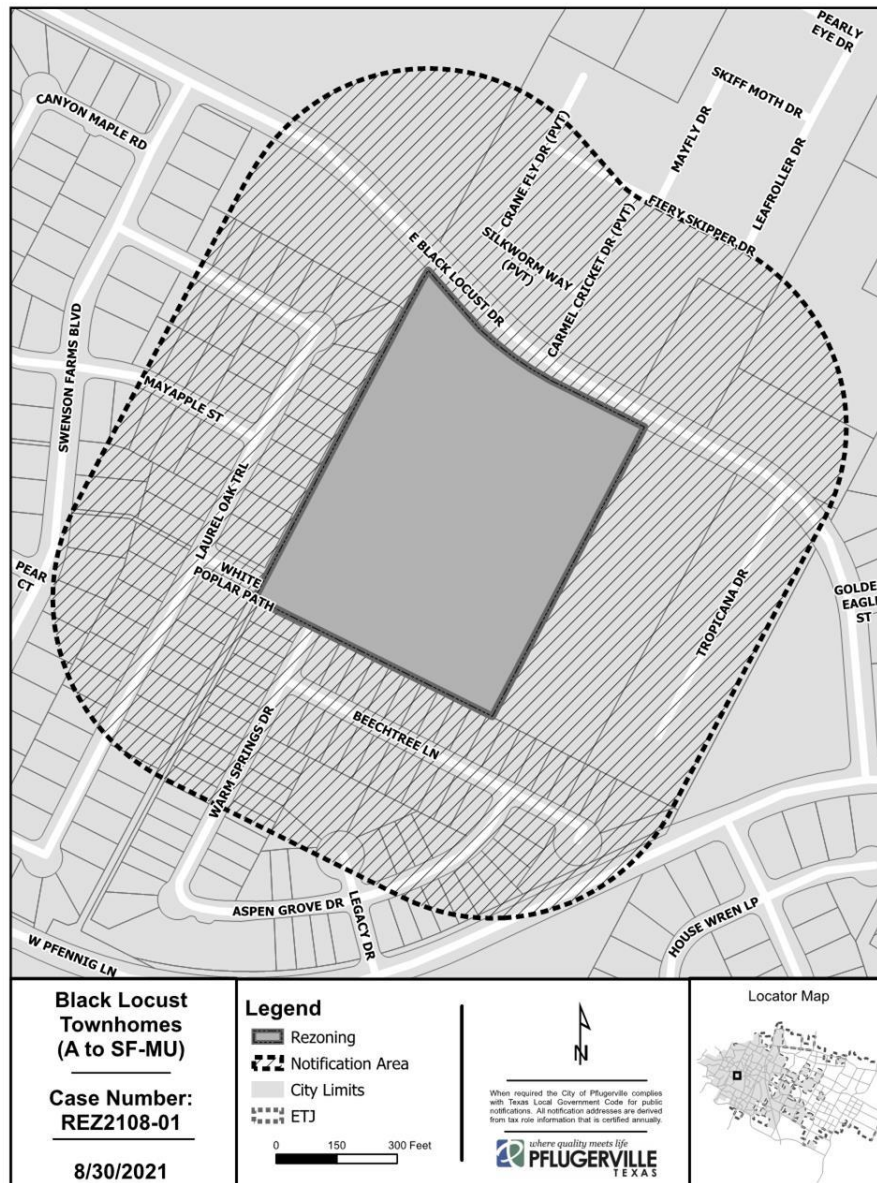 PEARLY
EYE DR
SKIFF MOTH DR
CANYON MAPLE RD
MAYFLY DR
CRANE FLY DR (PVT)
LEAFROLLER DR
FIERY SKIPPER DR
SILKWORM WAY
(PVT)
E BLACK LOCUST DR
CARMEL CRICKET DR (PVT)
SWENSON FARMS BLVD
MAYAPPLE ST
LAUREL OAK TRL
WHITE
POPLAR PATH
PEAR
CT
GOLDE
EAGL
ST
TROPICANA DR
BEECHTREE LN
WARM SPRINGS DR
ASPEN GROVE DR
LEGACY DR
HOUSE WREN LP
W PFENNIG LN
Black Locust
Townhomes
(A to SF-MU)
Case Number:
REZ2108-01
8/30/2021
Legend
Rezoning
Notification Area
City Limits
ETJ
0 150 300 Feet
N
When required the City of Pflugerville complies
with Texas Local Government Code for public
notifications. All notification addresses are derived
from tax role information that is certified annually.
where quality meets life
PFLUGERVILLE
TEXAS
Locator Map